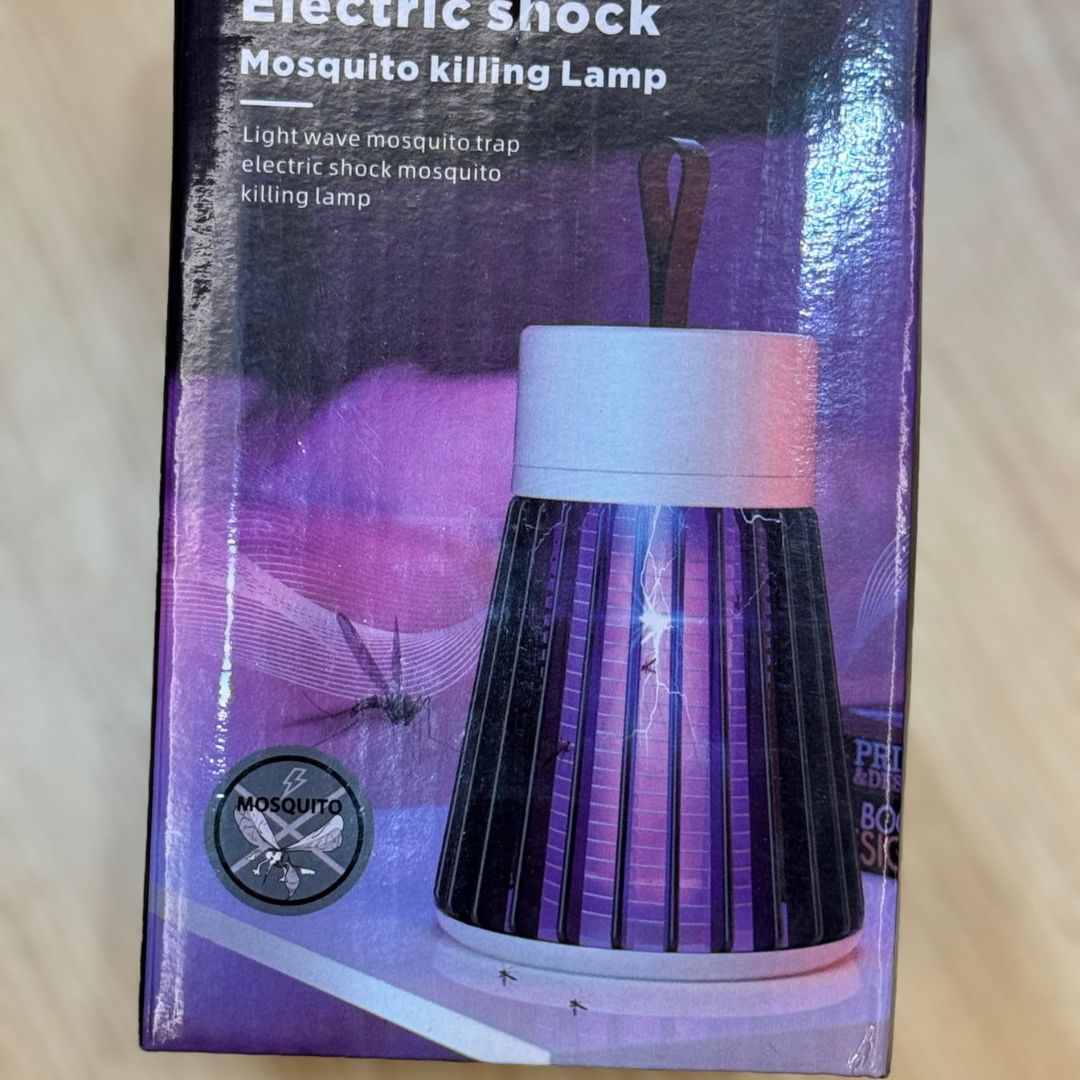 Electric shock
Mosquito killing Lamp
Light wave mosquito trap
electric shock mosquito
killing lamp
MOSQUITO